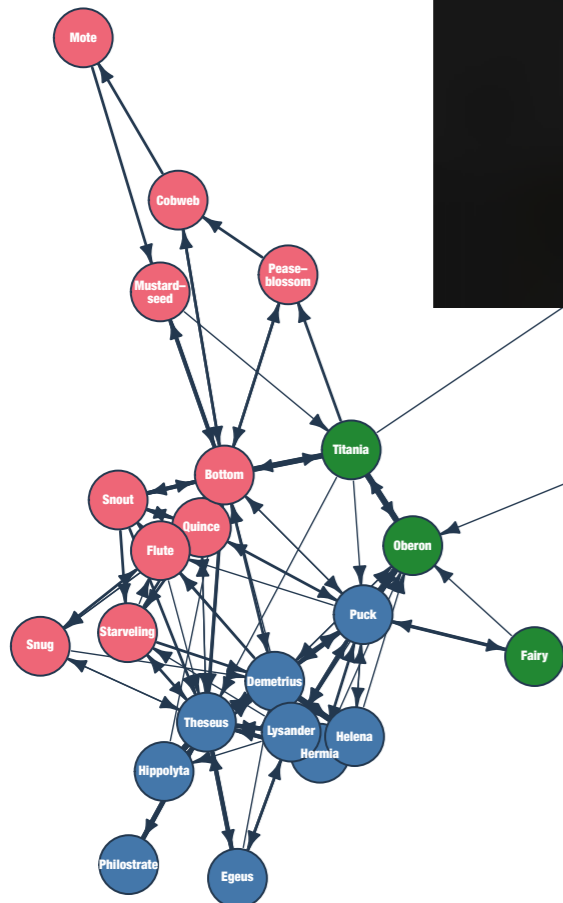 Mote
Cobweb
Pease–
blossom
Mustard–
seed
Titania
Bottom
Snout
Quince
Oberon
Flute
Puck
Starveling
Snug
Fairy
Demetrius
Theseus
Lysander
Helena
Hermia
Hippolyta
Philostrate
Egeus